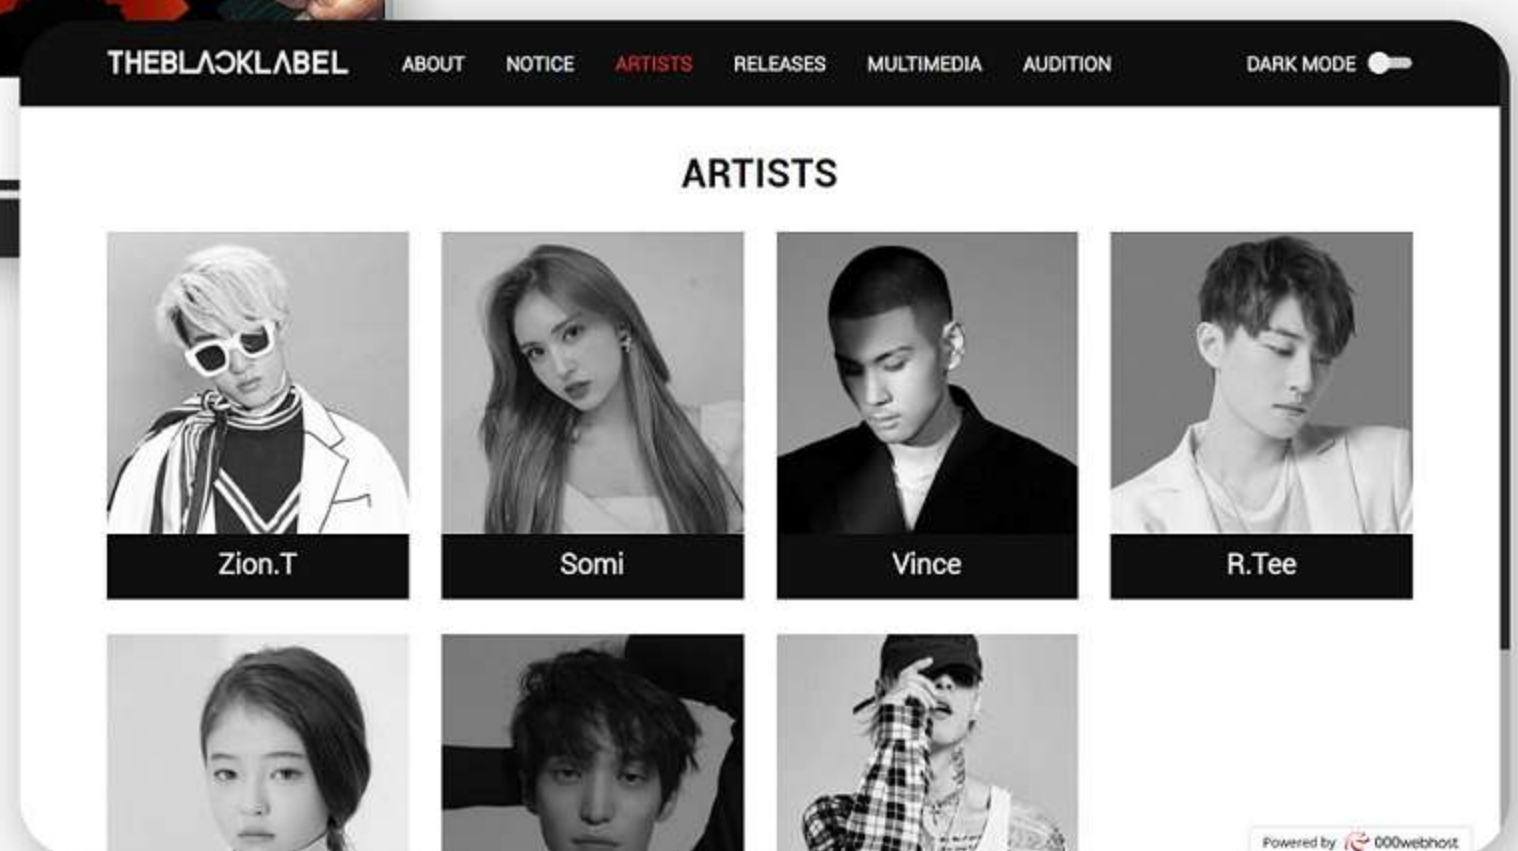 THEBLACKLABEL ABOUT NOTICE ARTISTS RELEASES MULTIMEDIA AUDITION DARK MODE
ARTISTS
Zion.T Somi Vince R.Tee
Powered by 000webhost